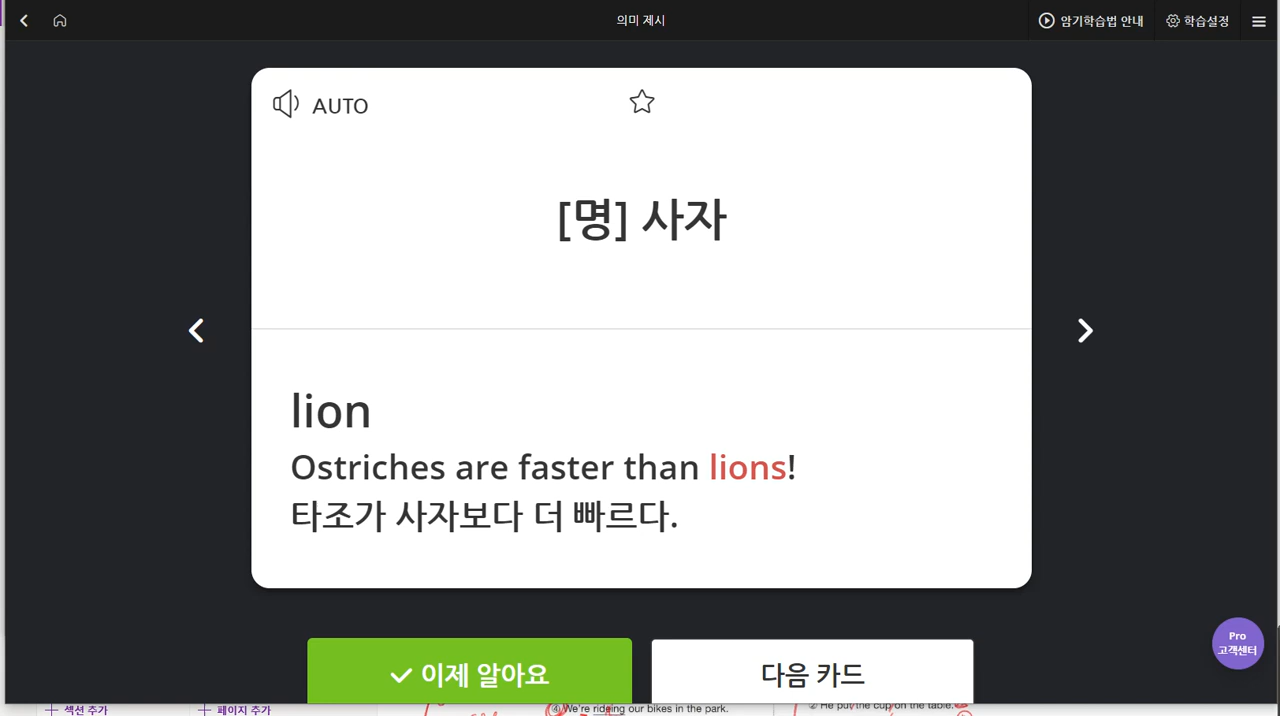 의미 제시
암기학습법 안내
학습설정
AUTO
[명] 사자
lion
Ostriches are faster than lions!
타조가 사자보다 더 빠르다.
Pro
고객센터
이제 알아요
다음 카드
섹션 추가
페이지 추가
④ We're riding our bikes in the park.
② He put the cup on the table.